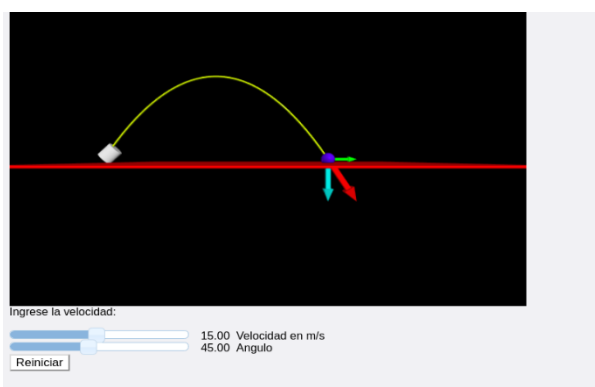 Ingrese la velocidad:
15.00 Velocidad en m/s
45.00 Angulo
Reiniciar